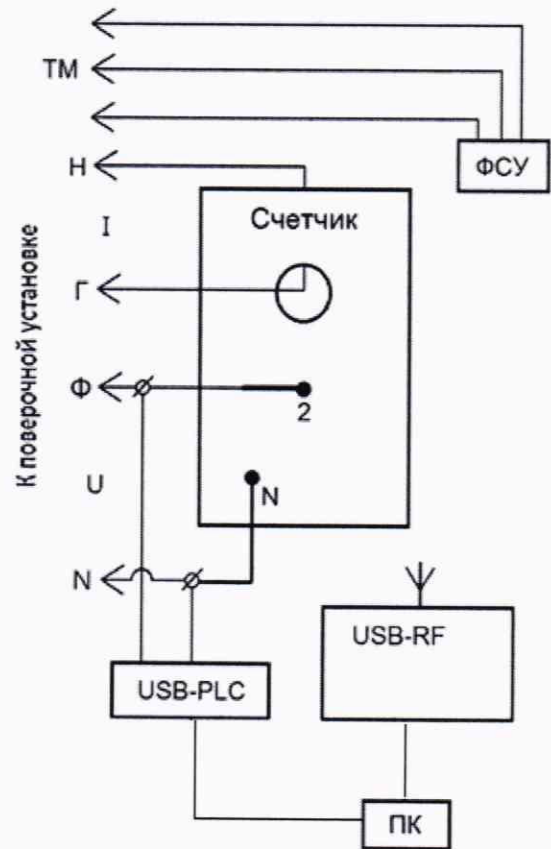 ТМ
ФСУ
Н
Счетчик
I
Г
К поверочной установке
Ф
2
U
N
N
USB-RF
USB-PLC
ПК